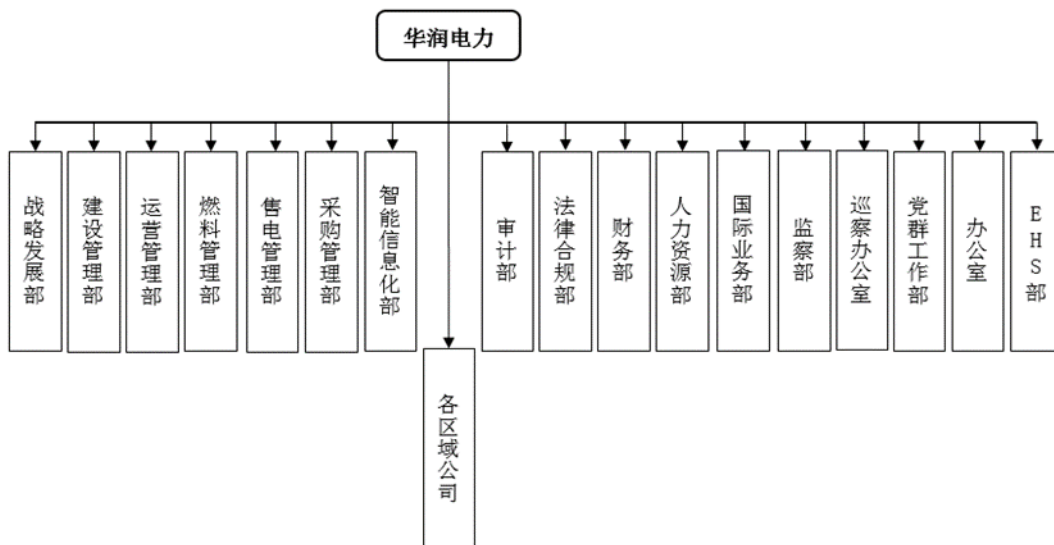 华润电力
战略发展部
建设管理部
运营管理部
燃料管理部
售电管理部
采购管理部
智能信息化部
各区域公司
审计部
法律合规部
财务部
人力资源部
国际业务部
监察部
巡察办公室
党群工作部
办公室
EHS部